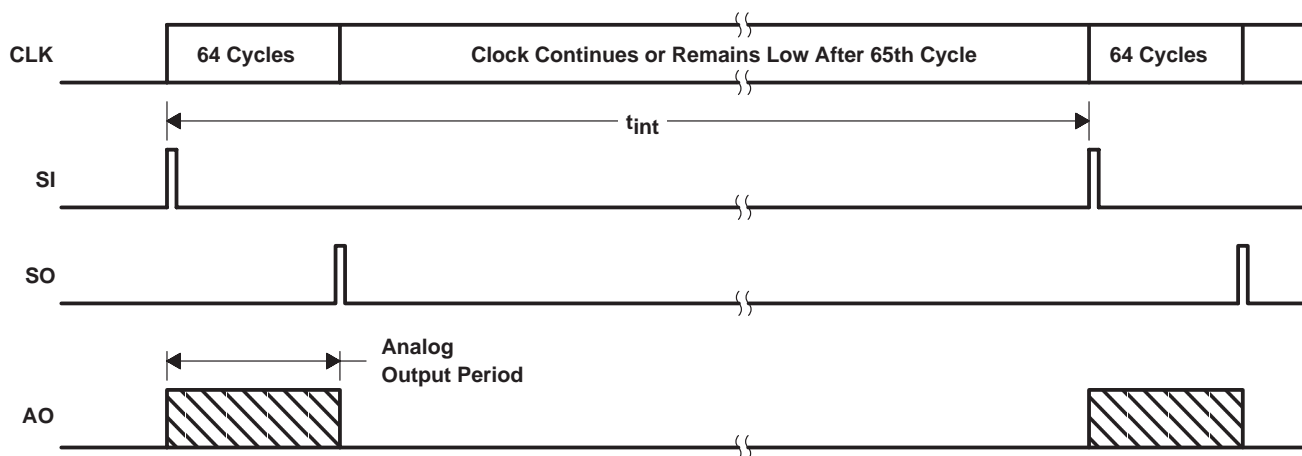 CLK
64 Cycles
Clock Continues or Remains Low After 65th Cycle
64 Cycles
tint
SI
SO
Analog
Output Period
AO